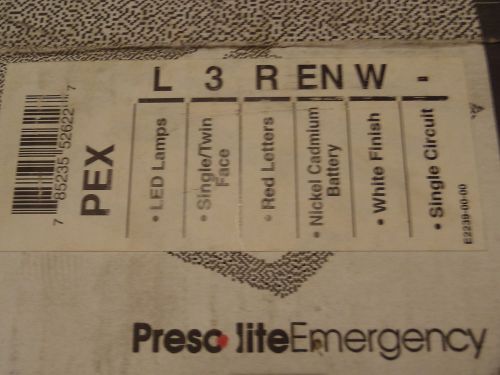 L 3 R EN W -
PEX
• LED Lamps
• Single/Twin
Face
• Red Letters
• Nickel Cadmium
Battery
• White Finish
• Single Circuit
7 85235 52622 7
E2239-00-00
PrescoliteEmergency